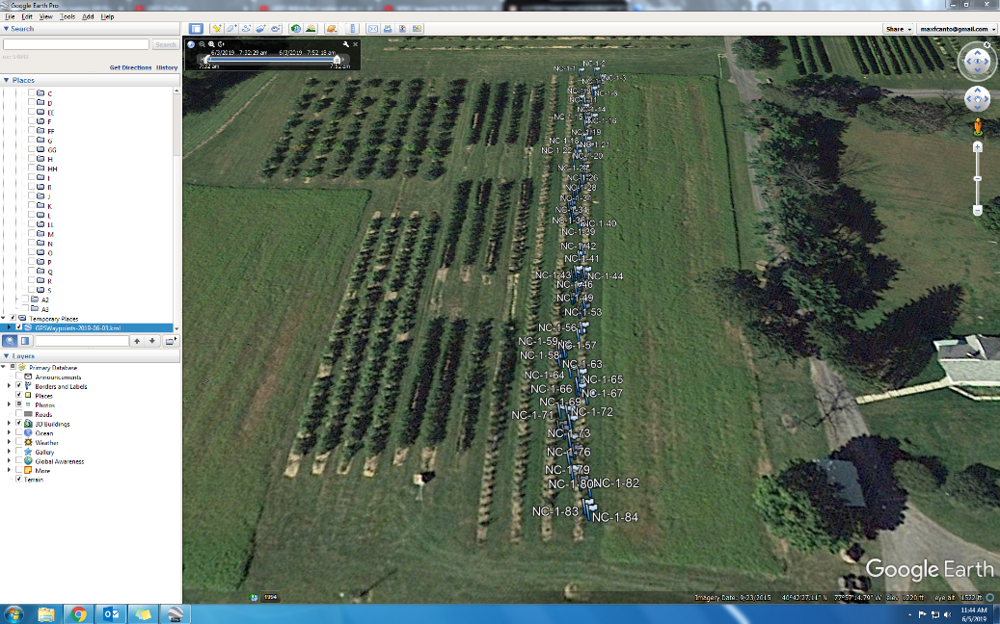 Google Earth Pro
File Edit View Tools Add Help
Search
Search
Get Directions History
Places
C
D
EE
F
FF
G
GG
H
HH
I
II
J
K
L
LL
M
N
O
P
Q
R
S
A2
A3
Temporary Places
GPSWaypoints-2019-06-03.kml
Layers
Primary Database
Announcements
Borders and Labels
Places
Photos
Roads
3D Buildings
Ocean
Weather
Gallery
Global Awareness
More
Terrain
Share
maxfcanto@gmail.com
6/3/2019 7:32:29 am 6/3/2019 7:52:18 am
7:32 am 7:52 am
NC-1-1
NC-1-2
NC-1-3
NC-1-6
NC-1-11
NC-1-14
NC-1-16
NC-1-19
NC-1-18
NC-1-21
NC-1-22
NC-1-20
NC-1-26
NC-1-28
NC-1-31
NC-1-34
NC-1-36
NC-1-40
NC-1-39
NC-1-42
NC-1-41
NC-1-43
NC-1-44
NC-1-46
NC-1-49
NC-1-53
NC-1-56
NC-1-59
NC-1-57
NC-1-58
NC-1-63
NC-1-64
NC-1-65
NC-1-66
NC-1-67
NC-1-69
NC-1-71
NC-1-72
NC-1-73
NC-1-76
NC-1-79
NC-1-80
NC-1-82
NC-1-83
NC-1-84
Google Earth
1994
Imagery Date: 9/23/2015 40°42'27.11" N 77°57'14.79" W elev 1220 ft eye alt 1522 ft
11:44 AM
6/5/2019